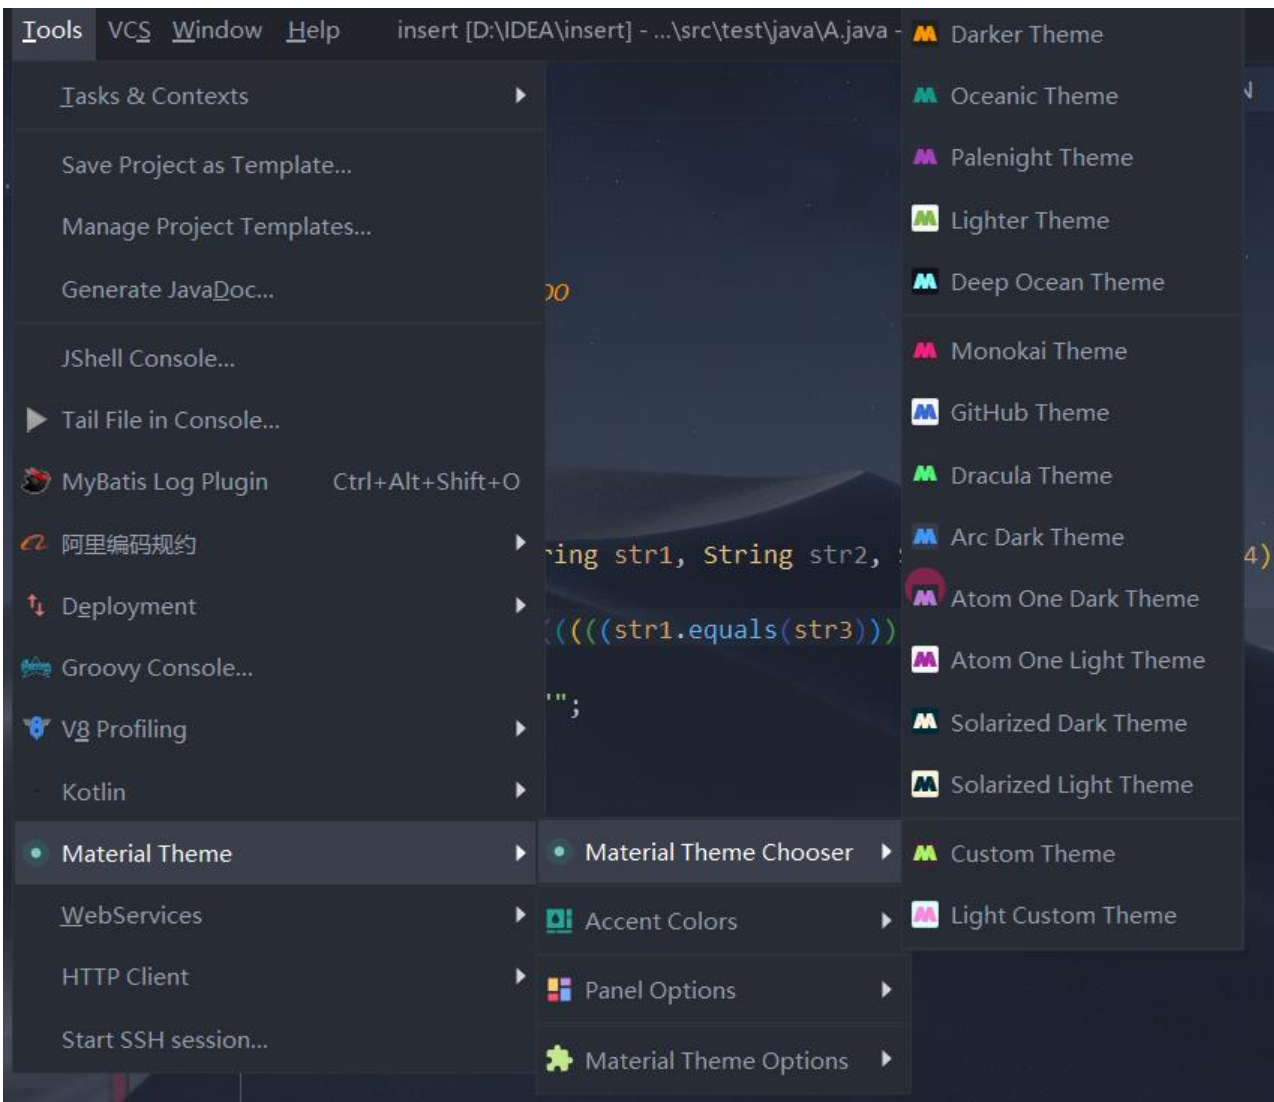 Tools VCS Window Help insert [D:\IDEA\insert] - ...\src\test\java\A.java -
Tasks & Contexts
Save Project as Template...
Manage Project Templates...
Generate JavaDoc...
JShell Console...
Tail File in Console...
MyBatis Log Plugin Ctrl+Alt+Shift+O
阿里编码规约
Deployment
Groovy Console...
V8 Profiling
Kotlin
Material Theme
WebServices
HTTP Client
Start SSH session...
ring str1, String str2,
4)
(((((str1.equals(str3)))
'";
Material Theme Chooser
Accent Colors
Panel Options
Material Theme Options
Darker Theme
Oceanic Theme
Palenight Theme
Lighter Theme
Deep Ocean Theme
Monokai Theme
GitHub Theme
Dracula Theme
Arc Dark Theme
Atom One Dark Theme
Atom One Light Theme
Solarized Dark Theme
Solarized Light Theme
Custom Theme
Light Custom Theme